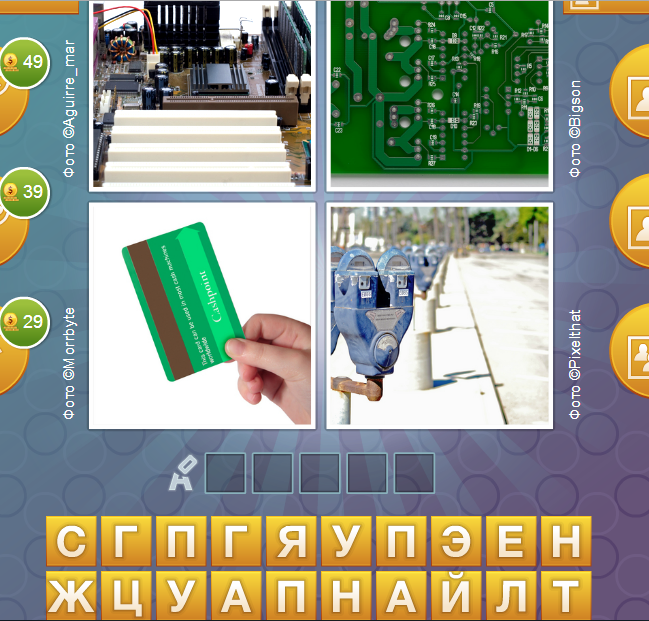 49
39
29
Фото ©Aguirre_mar
Фото ©Bigson
Фото ©Morrbyte
Фото ©Pixelthat
Cashpoint
This card can be used in most cash machines
worldwide
С Г П Г Я У П Э Е Н
Ж Ц У А П Н А Й Л Т